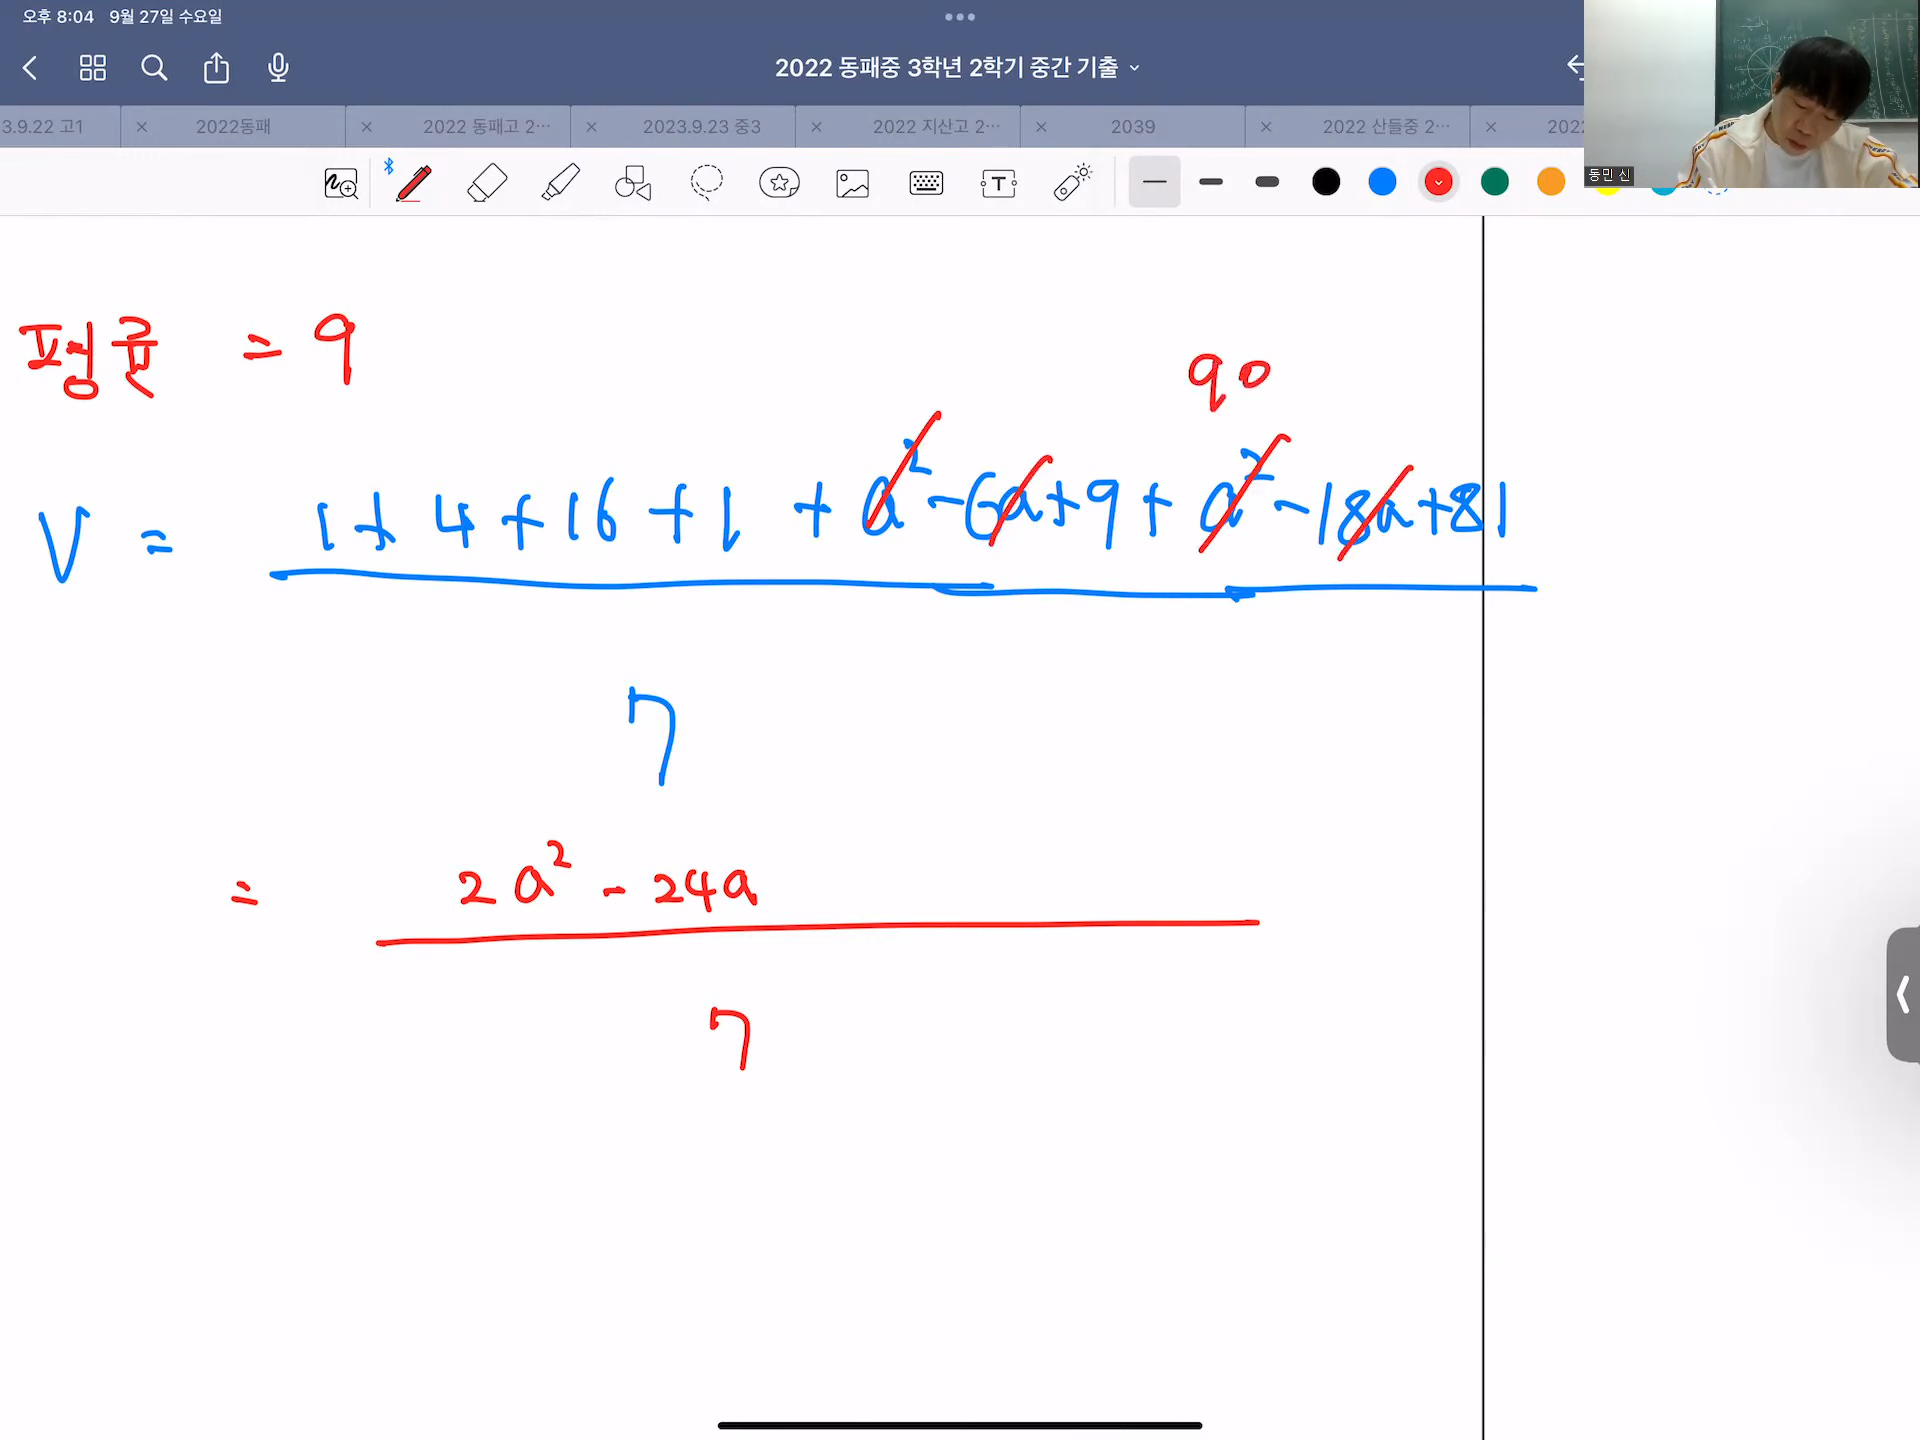 오후 8:04 9월 27일 수요일
2022 동패중 3학년 2학기 중간 기출
3.9.22 고1
2022동패
2022 동패고 2...
2023.9.23 중3
2022 지산고 2...
2039
2022 산들중 2...
2022
동민 신
평균 = 9
90
V = 1+4+16+1+a²-6a+9+a²-18a+81
7
= 2a²-24a
7